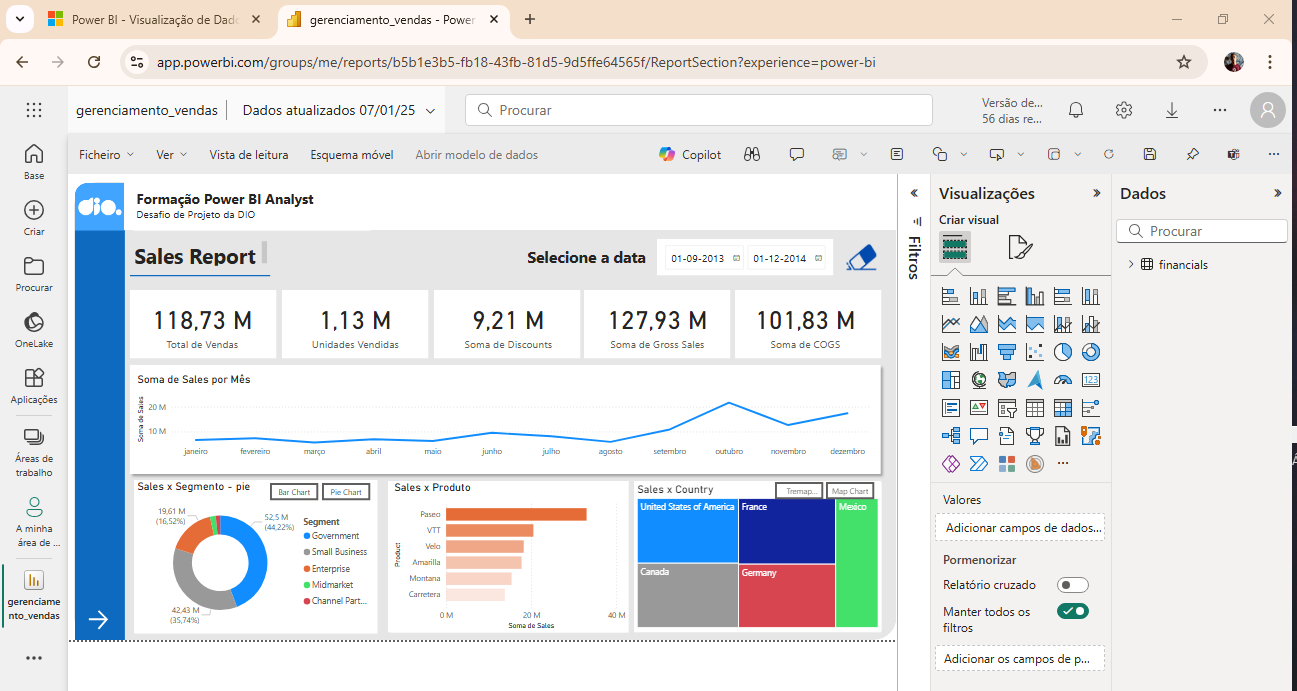 Power BI - Visualização de Dado
gerenciamento_vendas - Power
app.powerbi.com/groups/me/reports/b5b1e3b5-fb18-43fb-81d5-9d5ffe64565f/ReportSection?experience=power-bi
gerenciamento_vendas
Dados atualizados 07/01/25
Procurar
Versão de...
56 dias re...
Ficheiro
Ver
Vista de leitura
Esquema móvel
Abrir modelo de dados
Copilot
Base
Criar
Procurar
OneLake
Aplicações
Áreas de
trabalho
A minha
área de ...
gerenciame
nto_vendas
dio.
Formação Power BI Analyst
Desafio de Projeto da DIO
Sales Report
Selecione a data
01-09-2013
01-12-2014
118,73 M
Total de Vendas
1,13 M
Unidades Vendidas
9,21 M
Soma de Discounts
127,93 M
Soma de Gross Sales
101,83 M
Soma de COGS
Soma de Sales por Mês
Soma de Sales
20 M
10 M
janeiro
fevereiro
março
abril
maio
junho
julho
agosto
setembro
outubro
novembro
dezembro
Sales x Segmento - pie
Bar Chart
Pie Chart
19,61 M
(16,52%)
52,5 M
(44,22%)
42,43 M
(35,74%)
Segment
Government
Small Business
Enterprise
Midmarket
Channel Part...
Sales x Produto
Product
Paseo
VTT
Velo
Amarilla
Montana
Carretera
0 M
20 M
40 M
Soma de Sales
Sales x Country
Treemap...
Map Chart
United States of America
France
Mexico
Canada
Germany
Filtros
Visualizações
Criar visual
123
Valores
Adicionar campos de dados...
Pormenorizar
Relatório cruzado
Manter todos os
filtros
Adicionar os campos de p...
Dados
Procurar
financials